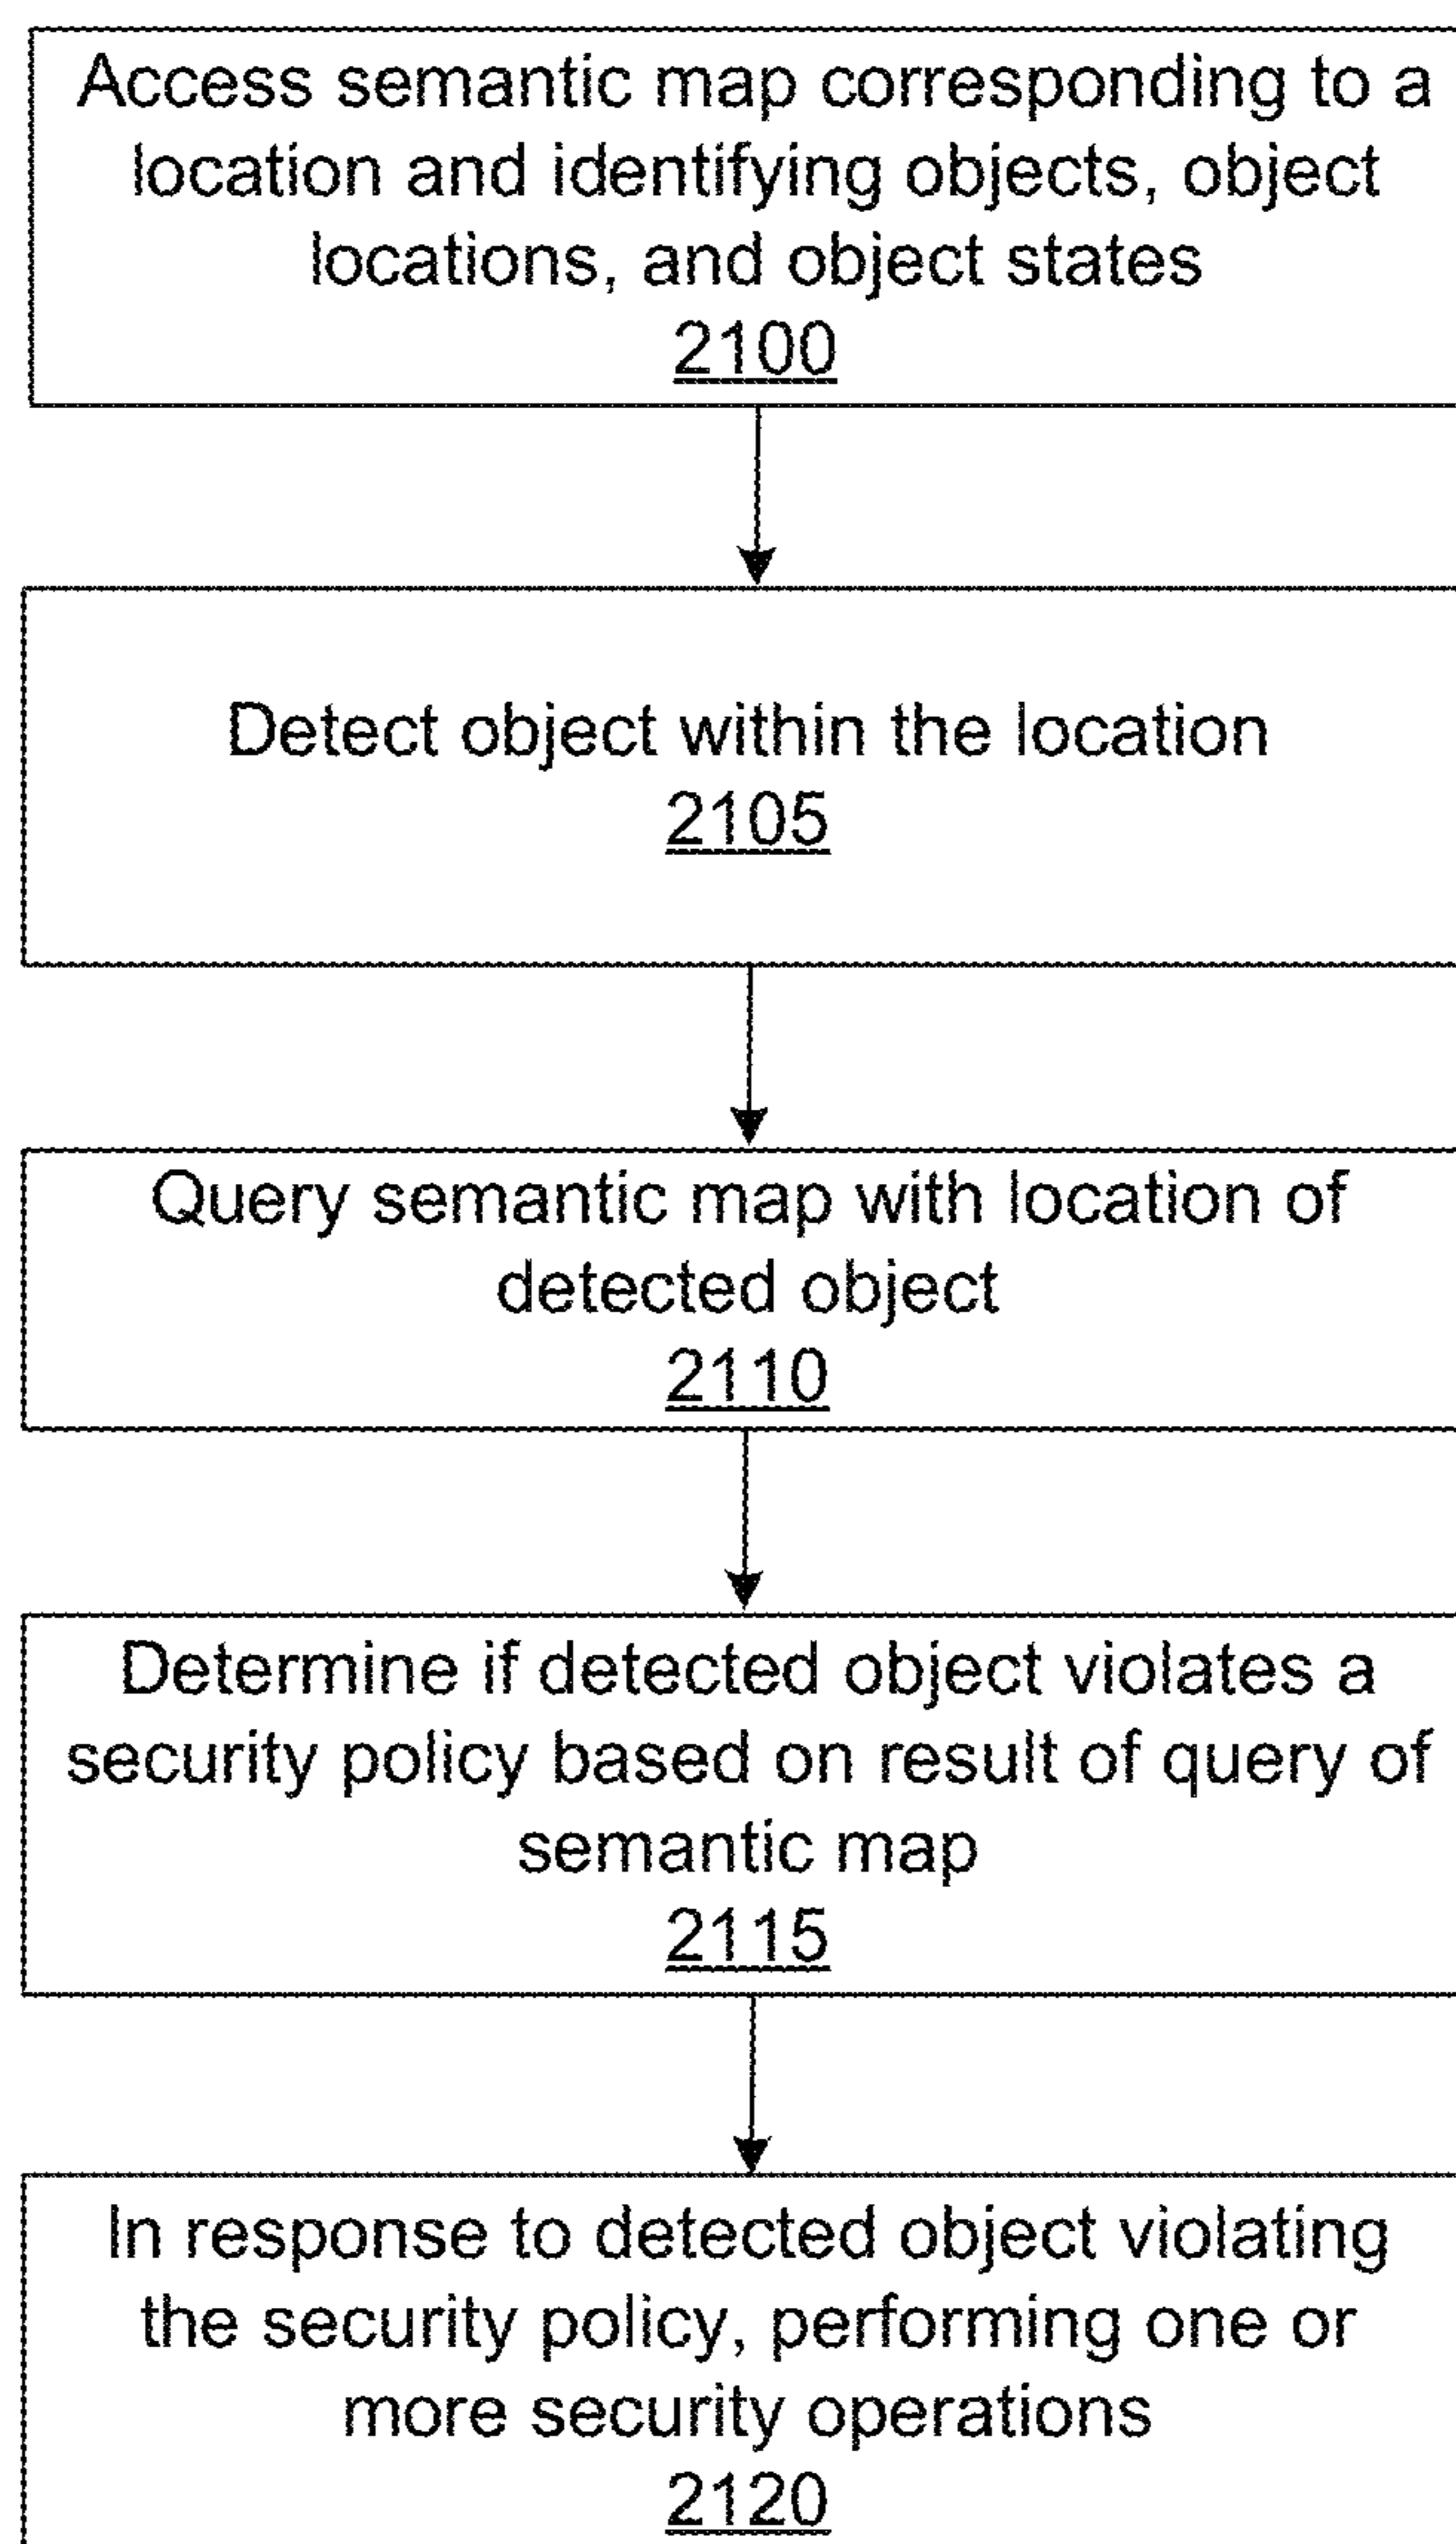 Access semantic map corresponding to a
location and identifying objects, object
locations, and object states
2100
Detect object within the location
2105
Query semantic map with location of
detected object
2110
Determine if detected object violates a
security policy based on result of query of
semantic map
2115
In response to detected object violating
the security policy, performing one or
more security operations
2120